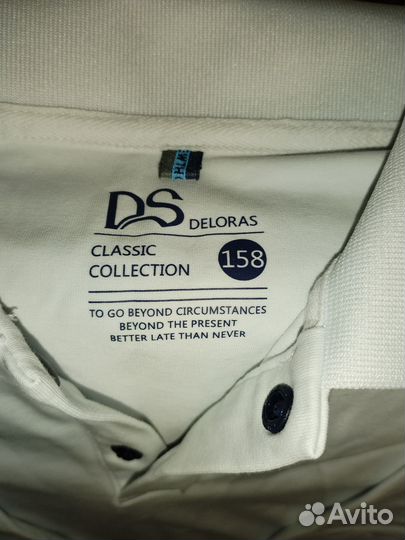 DS DELORAS
CLASSIC
COLLECTION 158
TO GO BEYOND CIRCUMSTANCES
BEYOND THE PRESENT
BETTER LATE THAN NEVER
Avito